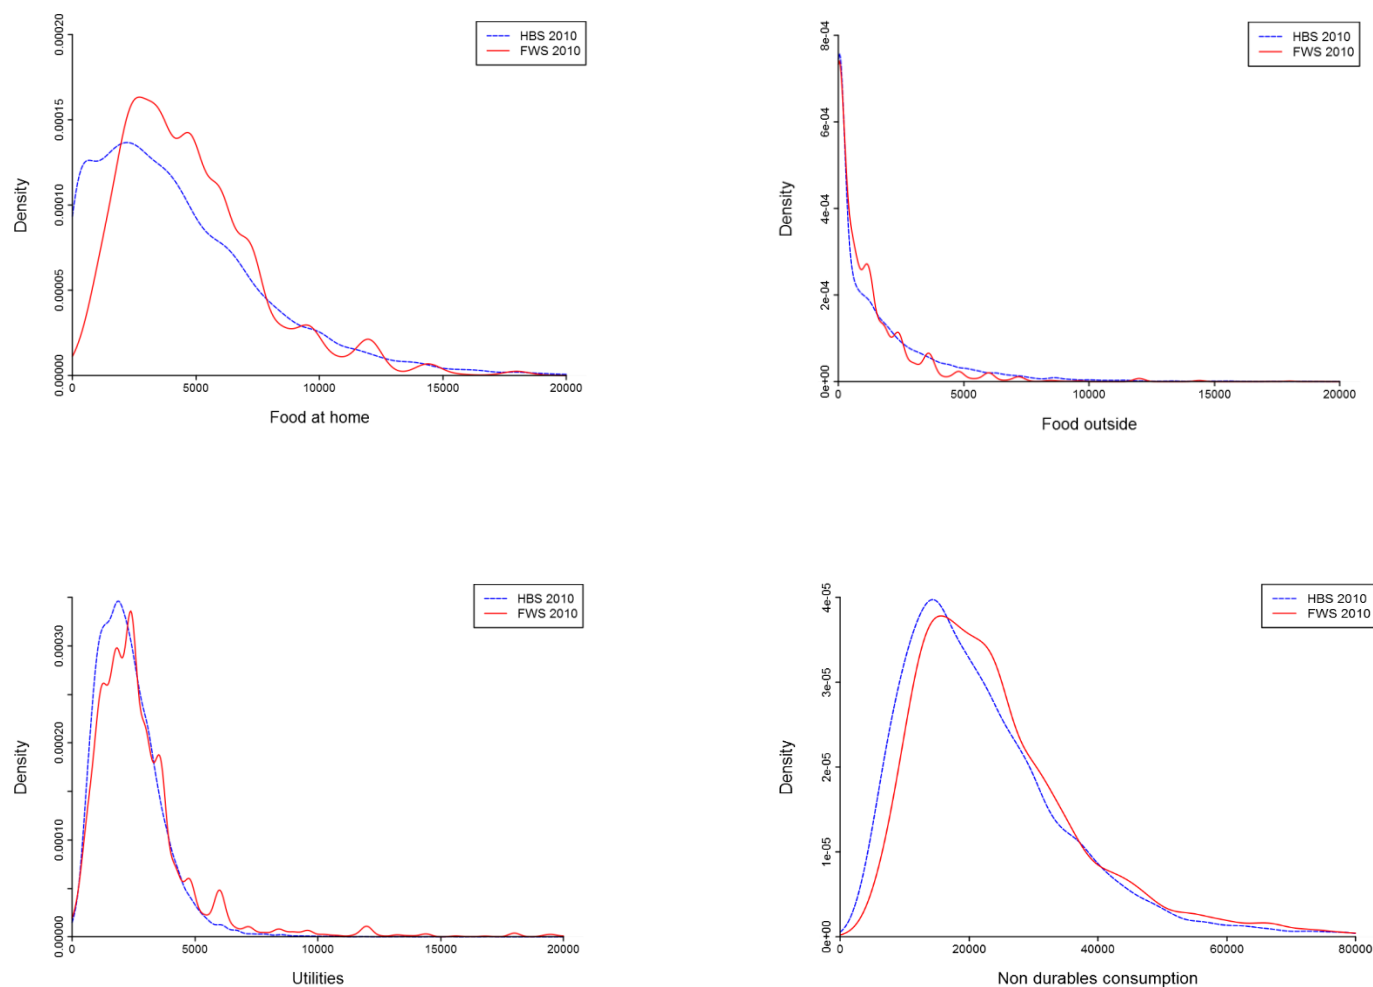 HBS 2010
FWS 2010
0.00020
0.00015
0.00010
0.00005
0.00000
Density
0 5000 10000 15000 20000
Food at home
HBS 2010
FWS 2010
8e-04
6e-04
4e-04
2e-04
0e+00
Density
0 5000 10000 15000 20000
Food outside
HBS 2010
FWS 2010
0.00030
0.00020
0.00010
0.00000
Density
0 5000 10000 15000 20000
Utilities
HBS 2010
FWS 2010
4e-05
3e-05
2e-05
1e-05
0e+00
Density
0 20000 40000 60000 80000
Non durables consumption